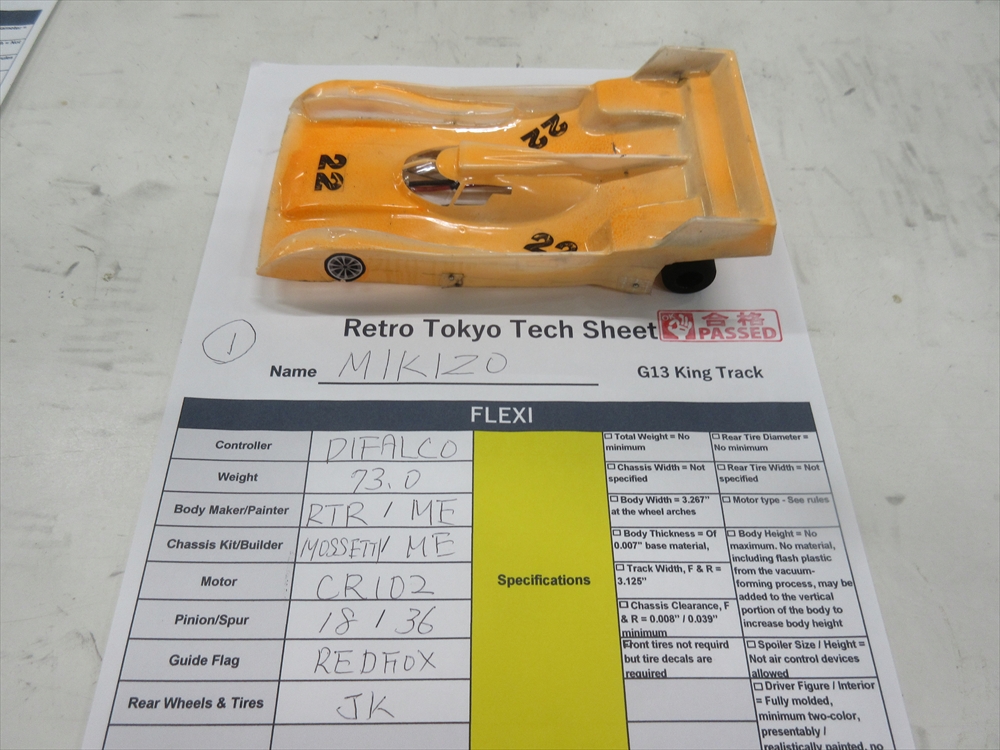 22
22
22
Retro Tokyo Tech Sheet
合格
PASSED
1
Name MIKIZO
G13 King Track
FLEXI
Controller DIFALCO
Weight 73.0
Body Maker/Painter RTR / ME
Chassis Kit/Builder MOSSETTI/ ME
Motor CR102
Pinion/Spur 18 / 36
Guide Flag REDFOX
Rear Wheels & Tires JK
Specifications
Total Weight = No
minimum
Chassis Width = Not
specified
Body Width = 3.267"
at the wheel arches
Body Thickness = Of
0.007" base material,
Track Width, F & R =
3.125"
Chassis Clearance, F
& R = 0.008" / 0.039"
minimum
Front tires not requird
but tire decals are
required
Rear Tire Diameter =
No minimum
Rear Tire Width = Not
specified
Motor type - See rules
Body Height = No
maximum. No material,
including flash plastic
from the vacuum-
forming process, may be
added to the vertical
portion of the body to
increase body height
Spoiler Size / Height =
Not air control devices
allowed
Driver Figure / Interior
= Fully molded,
minimum two-color,
presentably /
realistically painted, no